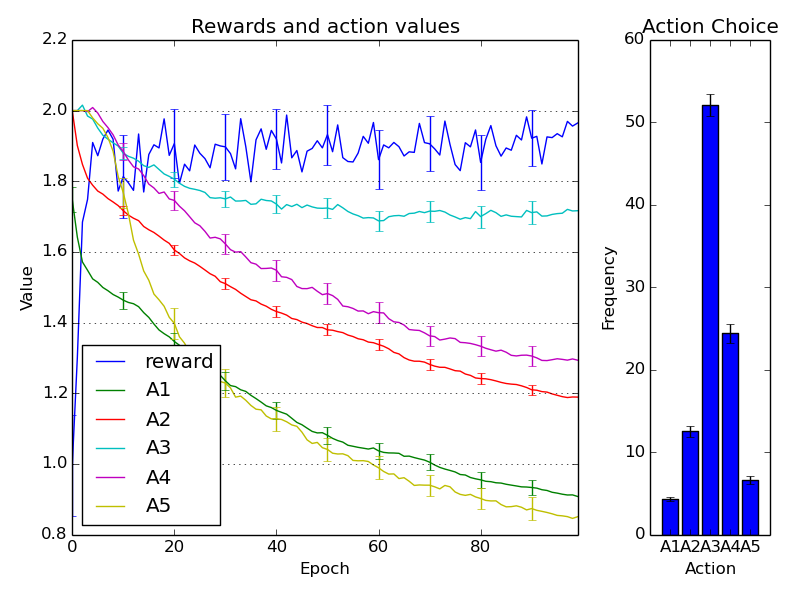 Rewards and action values
2.2
2.0
1.8
1.6
1.4
1.2
1.0
0.8
Value
reward
A1
A2
A3
A4
A5
0 20 40 60 80
Epoch
Action Choice
60
50
40
30
20
10
0
Frequency
A1 A2 A3 A4 A5
Action